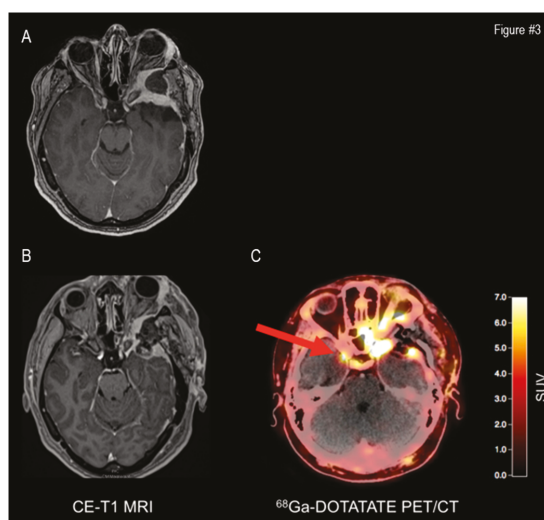 Figure #3
A
B
C
7.0
6.0
5.0
4.0
3.0
2.0
1.0
0.0
SUV
CE-T1 MRI
⁶⁸Ga-DOTATATE PET/CT